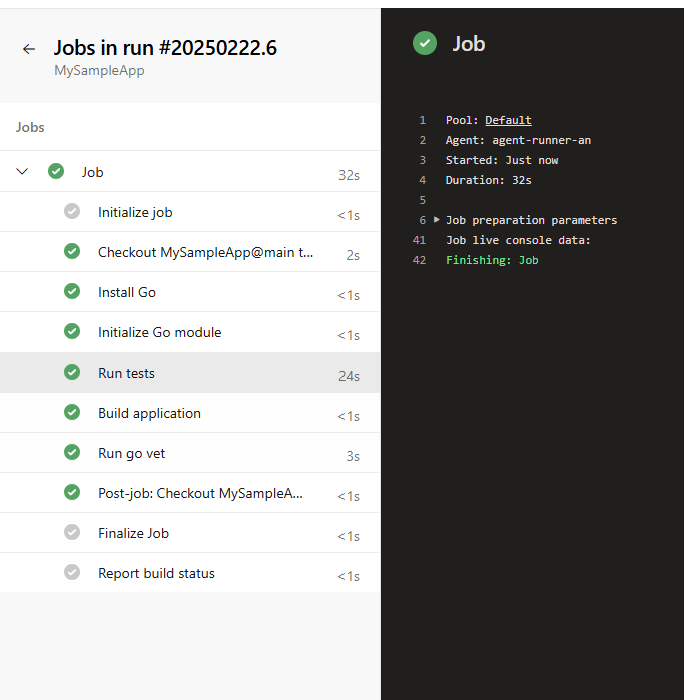 Jobs in run #20250222.6
MySampleApp
Jobs
Job 32s
Initialize job <1s
Checkout MySampleApp@main t... 2s
Install Go <1s
Initialize Go module <1s
Run tests 24s
Build application <1s
Run go vet 3s
Post-job: Checkout MySampleA... <1s
Finalize Job <1s
Report build status <1s
Job
1 Pool: Default
2 Agent: agent-runner-an
3 Started: Just now
4 Duration: 32s
5
6 Job preparation parameters
41 Job live console data:
42 Finishing: Job